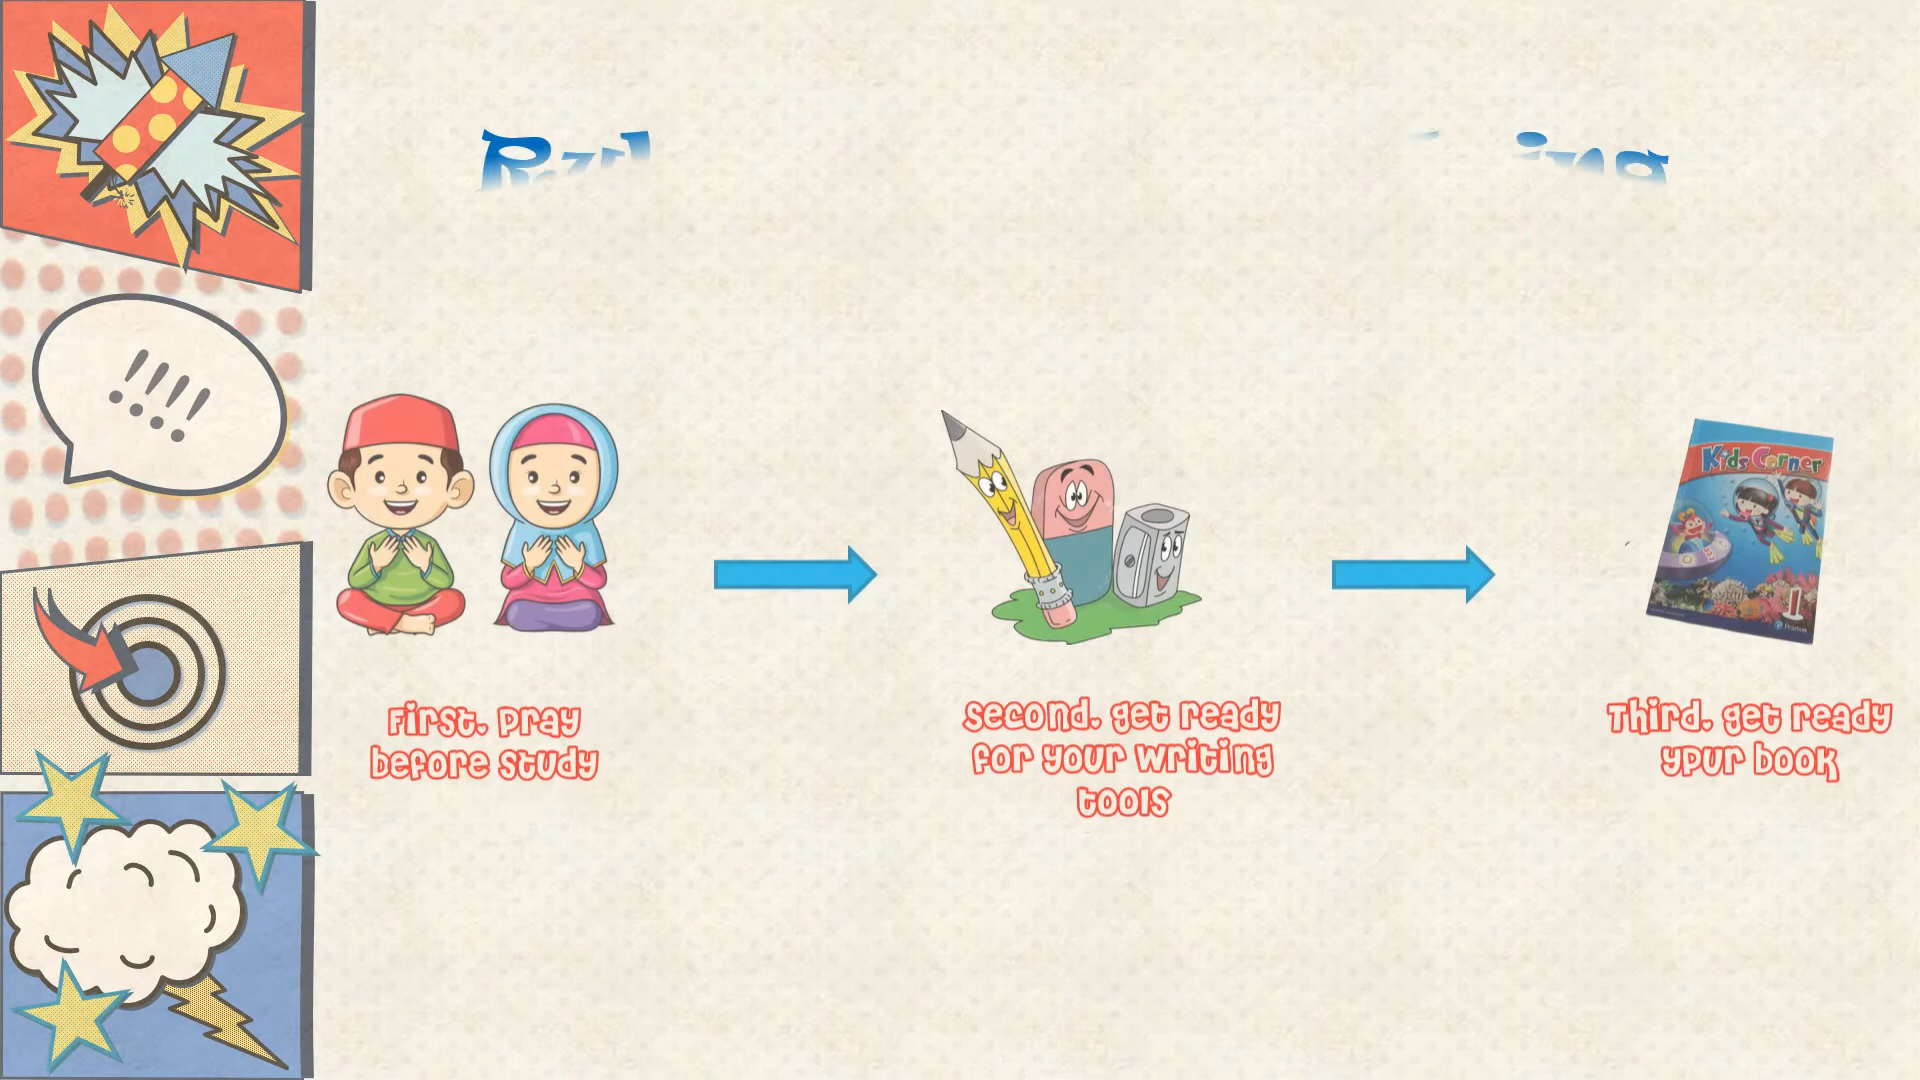 !!!!
First. pray
before study
Second. get ready
for your writing
tools
Kids Corner
1
Pearson
Third. get ready
ypur book